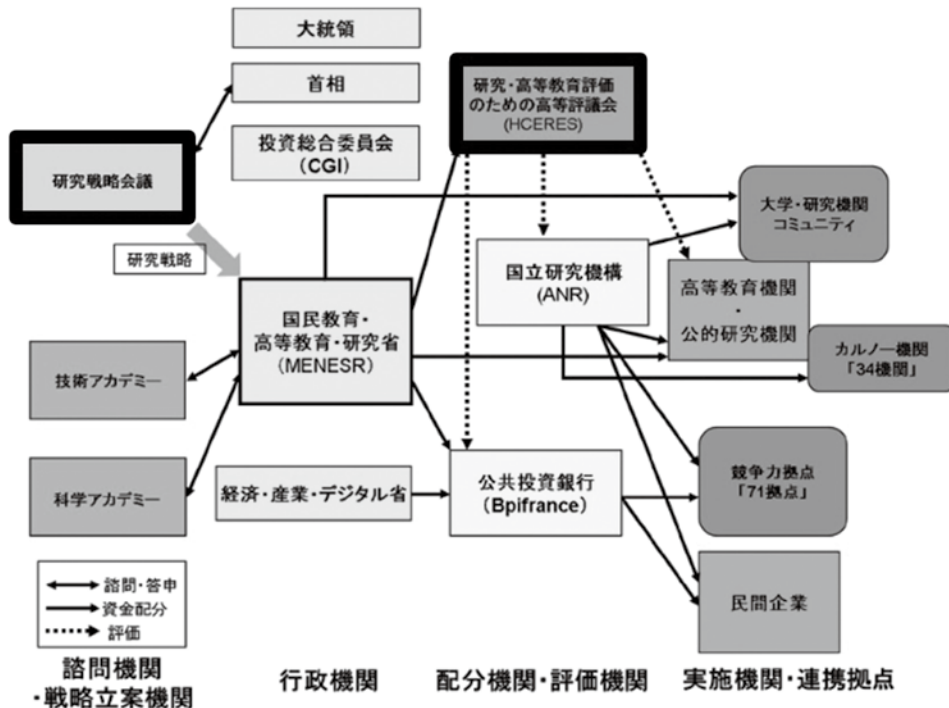 大統領
首相
投資総合委員会
(CGI)
研究・高等教育評価
のための高等評議会
(HCERES)
研究戦略会議
研究戦略
大学・研究機関
コミュニティ
国立研究機構
(ANR)
高等教育機関
・
公的研究機関
国民教育・
高等教育・研究省
(MENESR)
カルノー機関
「34機関」
技術アカデミー
科学アカデミー
経済・産業・デジタル省
公共投資銀行
(Bpifrance)
競争力拠点
「71拠点」
民間企業
諮問・答申
資金配分
評価
諮問機関
・戦略立案機関
行政機関
配分機関・評価機関
実施機関・連携拠点